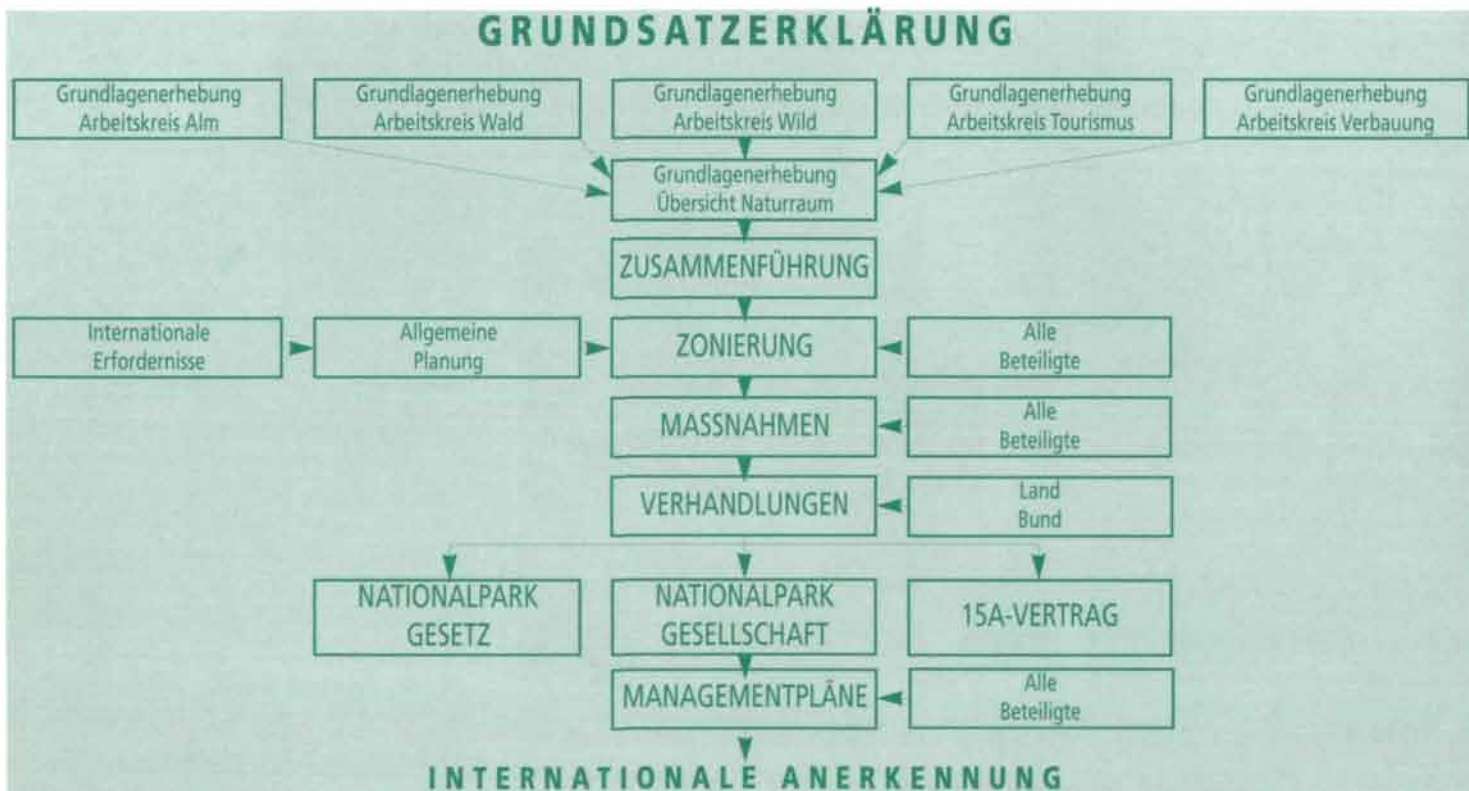 GRUNDSATZERKLÄRUNG
Grundlagenerhebung
Arbeitskreis Alm
Grundlagenerhebung
Arbeitskreis Wald
Grundlagenerhebung
Arbeitskreis Wild
Grundlagenerhebung
Arbeitskreis Tourismus
Grundlagenerhebung
Arbeitskreis Verbauung
Grundlagenerhebung
Übersicht Naturraum
ZUSAMMENFÜHRUNG
Internationale
Erfordernisse
Allgemeine
Planung
ZONIERUNG
Alle
Beteiligte
MASSNAHMEN
Alle
Beteiligte
VERHANDLUNGEN
Land
Bund
NATIONALPARK
GESETZ
NATIONALPARK
GESELLSCHAFT
15A-VERTRAG
MANAGEMENTPLÄNE
Alle
Beteiligte
INTERNATIONALE ANERKENNUNG